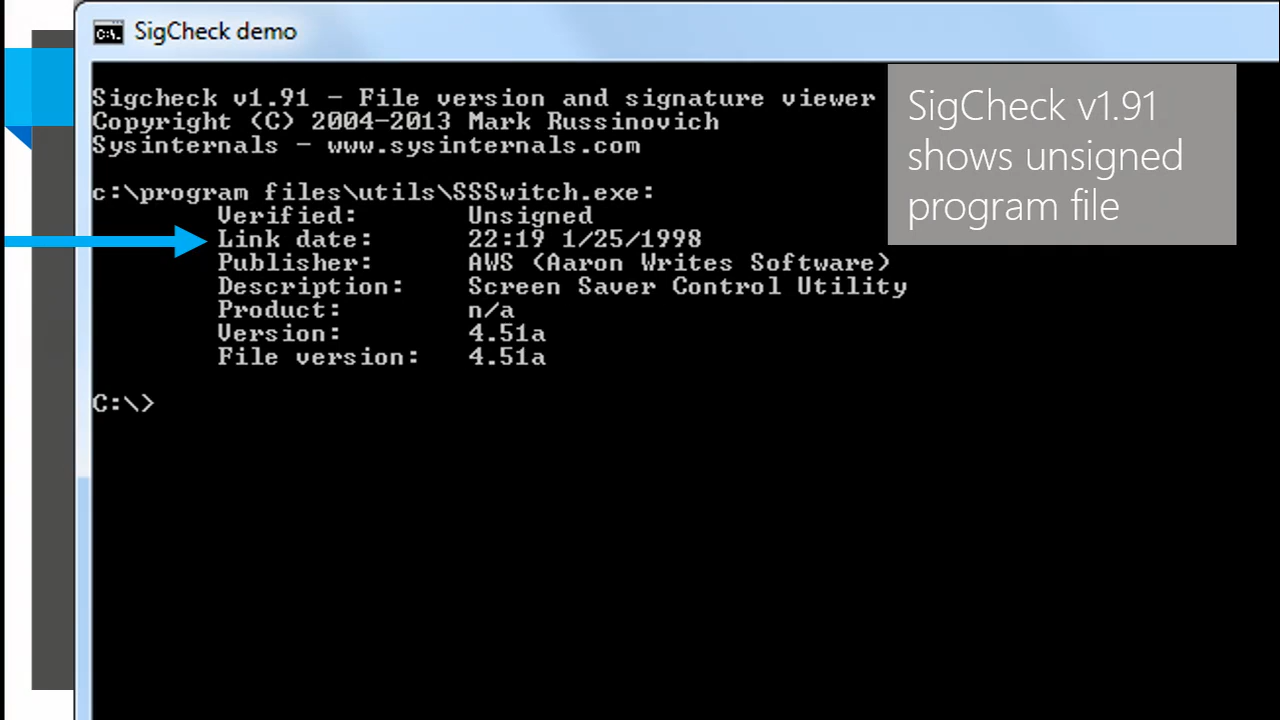 SigCheck demo
Sigcheck v1.91 - File version and signature viewer
Copyright (C) 2004-2013 Mark Russinovich
Sysinternals - www.sysinternals.com
c:\program files\utils\SSSwitch.exe:
Verified: Unsigned
Link date: 22:19 1/25/1998
Publisher: AWS (Aaron Writes Software)
Description: Screen Saver Control Utility
Product: n/a
Version: 4.51a
File version: 4.51a
C:\>
SigCheck v1.91
shows unsigned
program file